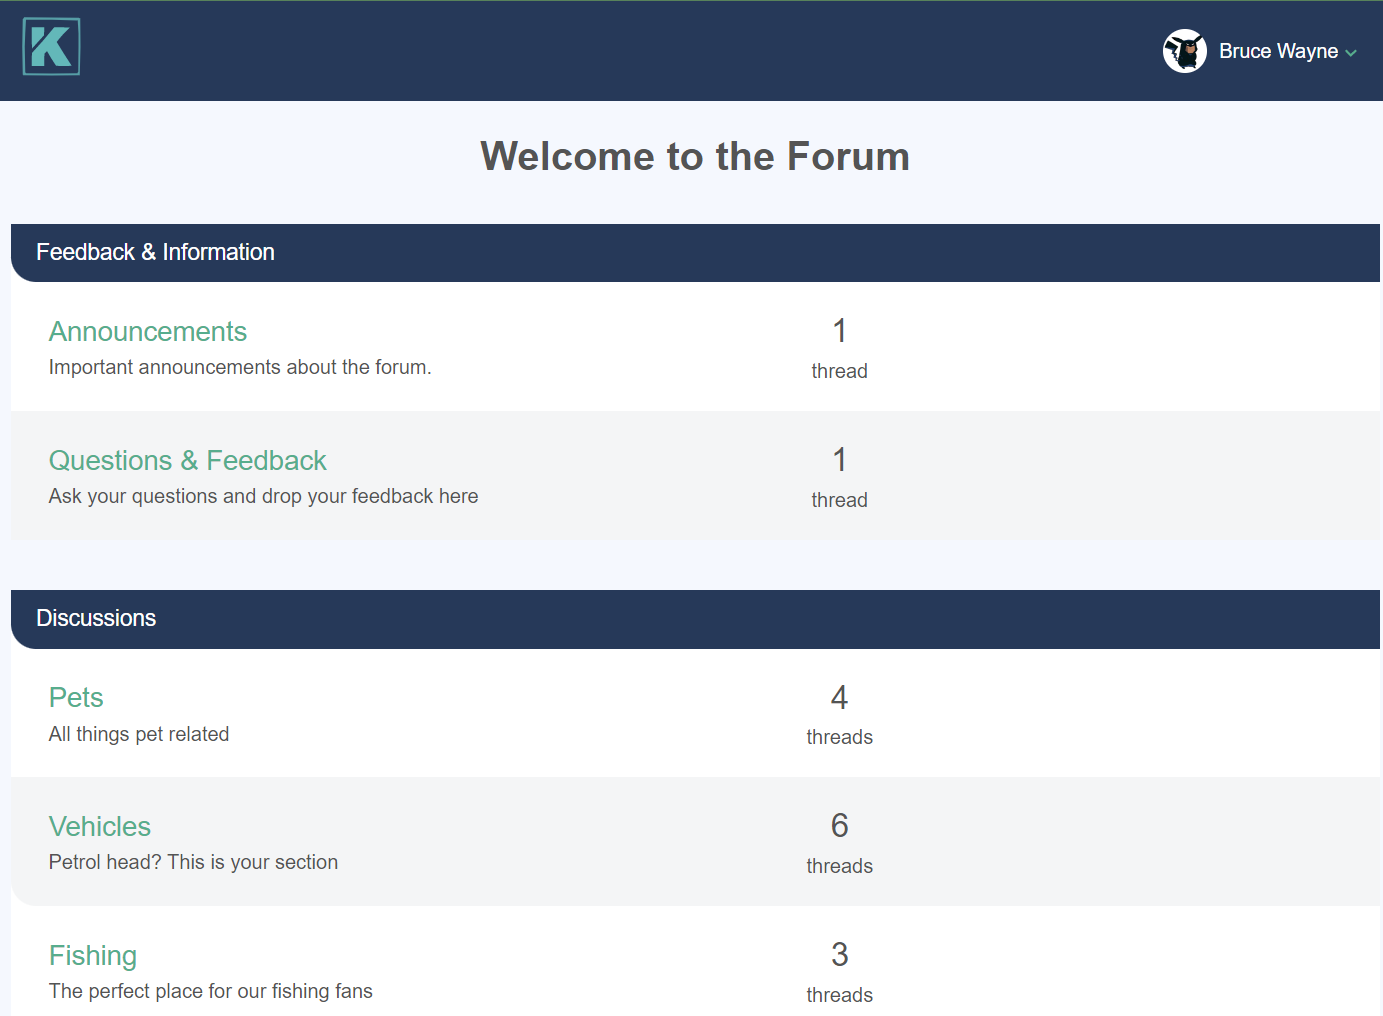 K
Bruce Wayne
Welcome to the Forum
Feedback & Information
Announcements
1
Important announcements about the forum.
thread
Questions & Feedback
1
Ask your questions and drop your feedback here
thread
Discussions
Pets
4
All things pet related
threads
Vehicles
6
Petrol head? This is your section
threads
Fishing
3
The perfect place for our fishing fans
threads